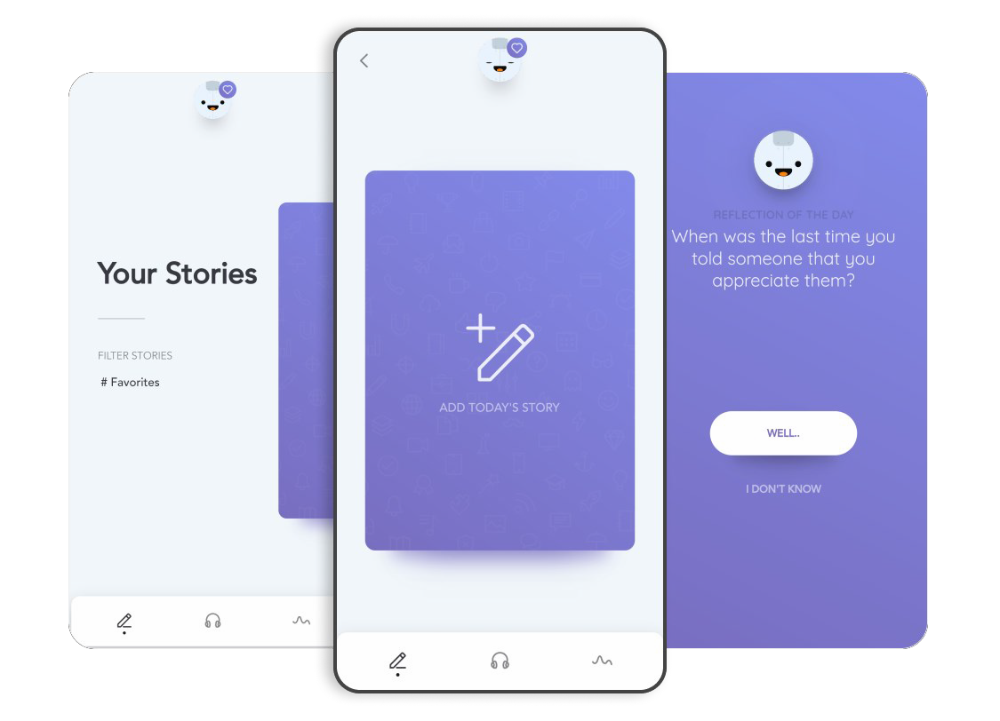 Your Stories
FILTER STORIES
# Favorites
ADD TODAY'S STORY
REFLECTION OF THE DAY
When was the last time you
told someone that you
appreciate them?
WELL..
I DON'T KNOW